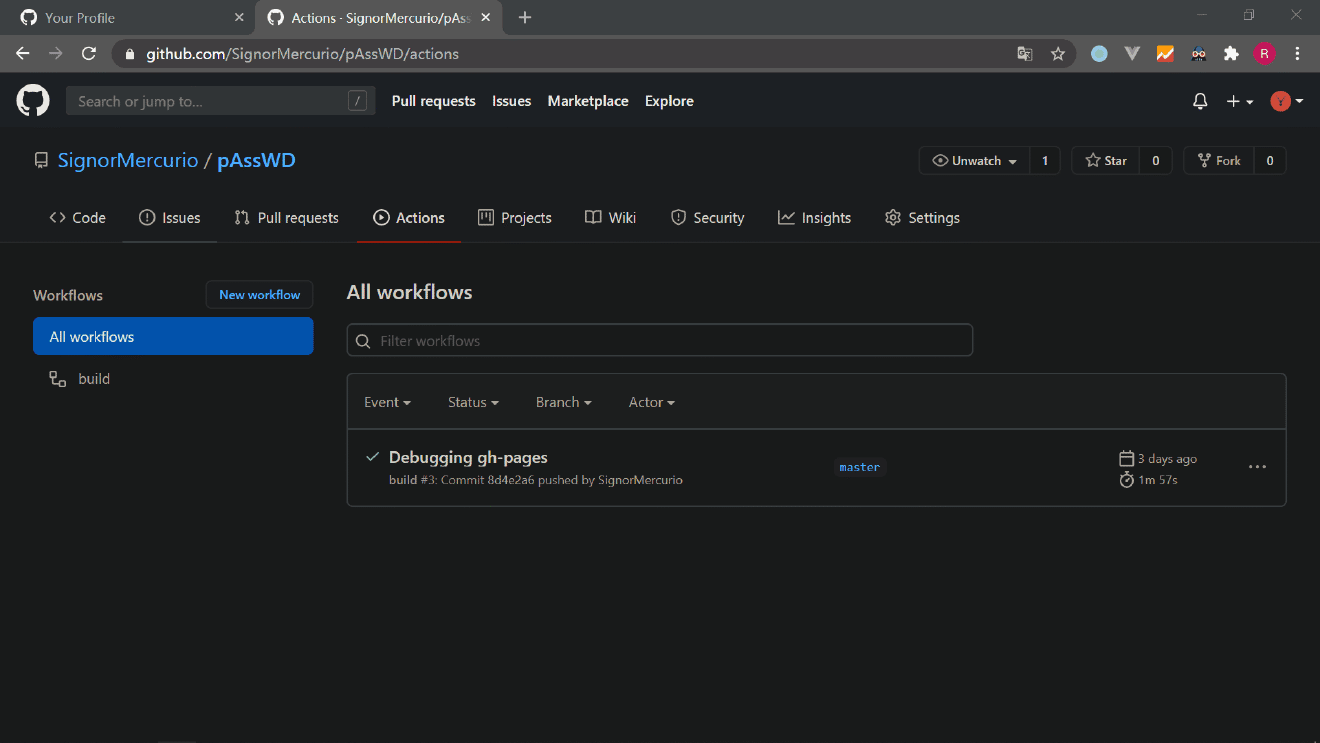 Your Profile
Actions · SignorMercurio/pAss
github.com/SignorMercurio/pAssWD/actions
R
Search or jump to...
/
Pull requests Issues Marketplace Explore
Y
SignorMercurio / pAssWD
Unwatch 1 Star 0 Fork 0
Code Issues Pull requests Actions Projects Wiki Security Insights Settings
Workflows
New workflow
All workflows
build
All workflows
Filter workflows
Event Status Branch Actor
Debugging gh-pages
build #3: Commit 8d4e2a6 pushed by SignorMercurio
master
3 days ago
1m 57s